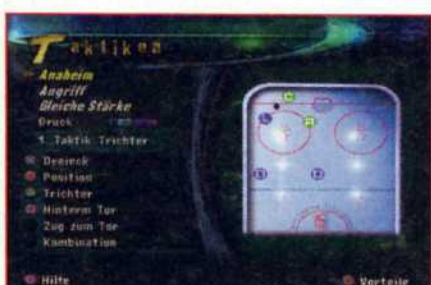 Taktiken
Anaheim
Angriff
Gleiche Stärke
Druck
1. Taktik Trichter
Dreieck
Position
Trichter
Hinterm Tor
Zug zum Tor
Kombination
Hilfe
Vorteile